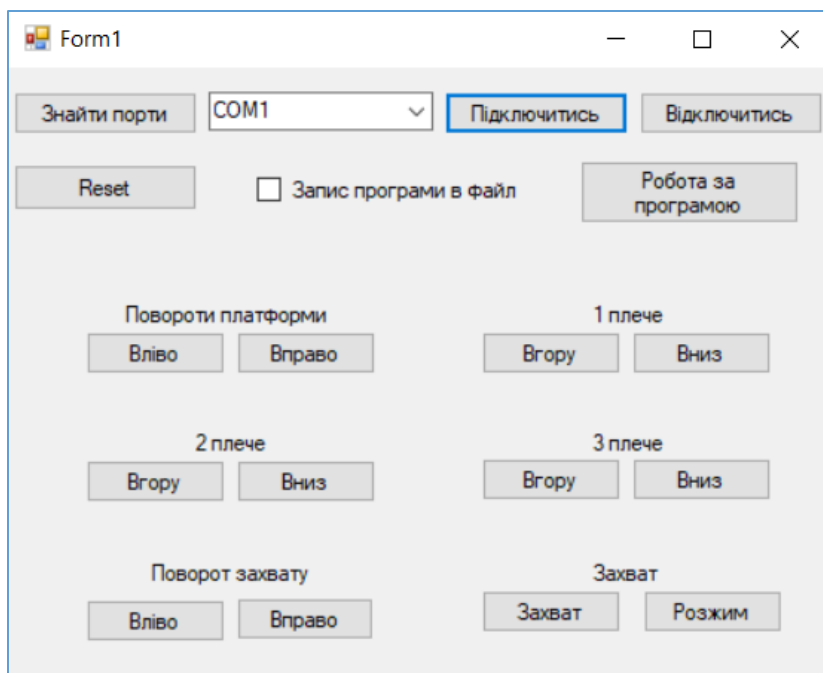 Form1
Знайти порти COM1 Підключитись Відключитись
Reset Запис програми в файл Робота за
програмою
Повороти платформи 1 плече
Вліво Вправо Вгору Вниз
2 плече 3 плече
Вгору Вниз Вгору Вниз
Поворот захвату Захват
Вліво Вправо Захват Розжим